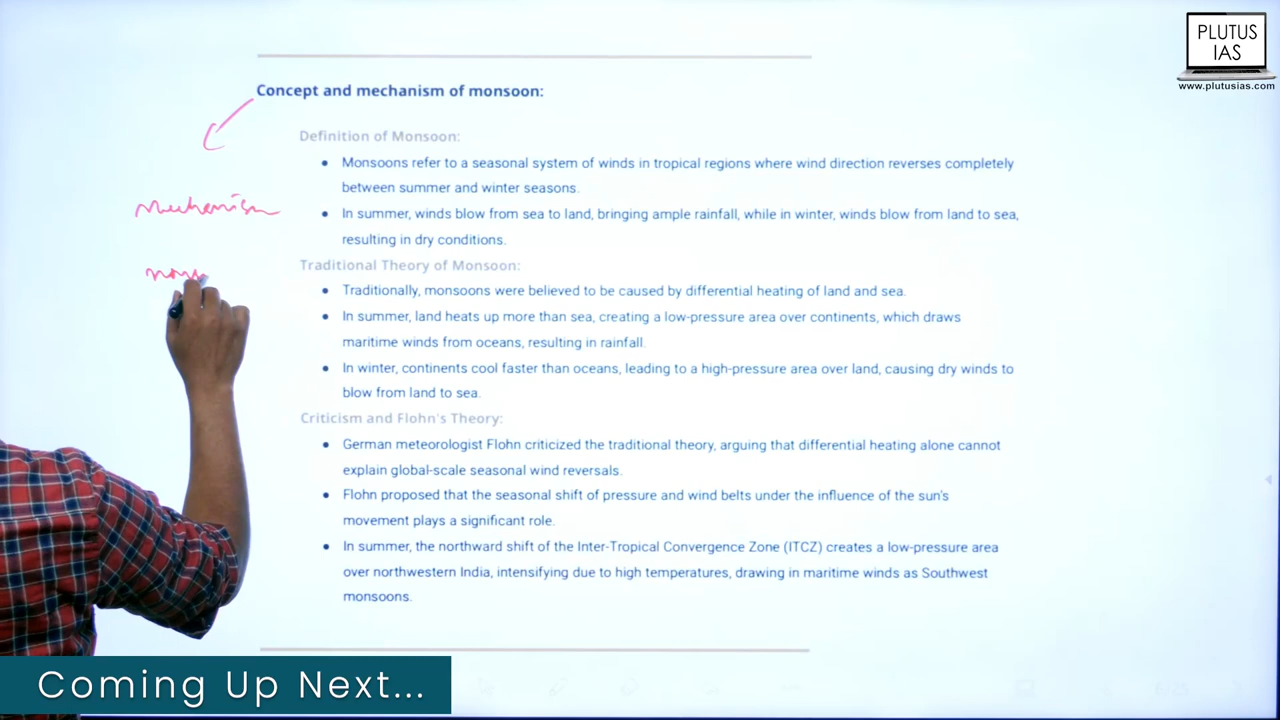 PLUTUS
IAS
www.plutusias.com
Concept and mechanism of monsoon:
Definition of Monsoon:
• Monsoons refer to a seasonal system of winds in tropical regions where wind direction reverses completely
between summer and winter seasons.
Mechanism
• In summer, winds blow from sea to land, bringing ample rainfall, while in winter, winds blow from land to sea,
resulting in dry conditions.
Traditional Theory of Monsoon:
• Traditionally, monsoons were believed to be caused by differential heating of land and sea.
• In summer, land heats up more than sea, creating a low-pressure area over continents, which draws
maritime winds from oceans, resulting in rainfall.
• In winter, continents cool faster than oceans, leading to a high-pressure area over land, causing dry winds to
blow from land to sea.
Criticism and Flohn's Theory:
• German meteorologist Flohn criticized the traditional theory, arguing that differential heating alone cannot
explain global-scale seasonal wind reversals.
• Flohn proposed that the seasonal shift of pressure and wind belts under the influence of the sun's
movement plays a significant role.
• In summer, the northward shift of the Inter-Tropical Convergence Zone (ITCZ) creates a low-pressure area
over northwestern India, intensifying due to high temperatures, drawing in maritime winds as Southwest
monsoons.
Coming Up Next...